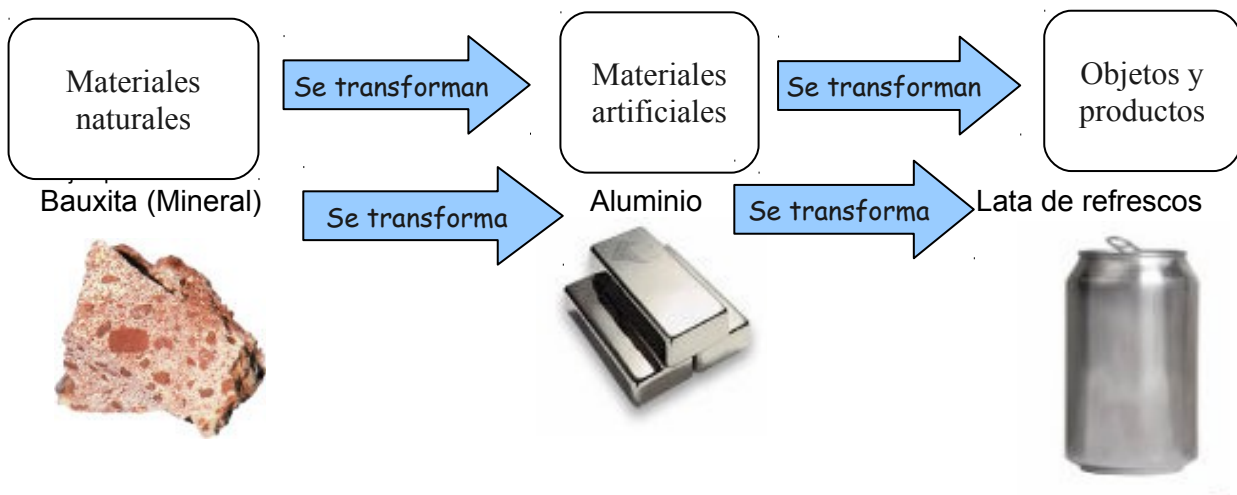 Materiales
naturales
Se transforman
Materiales
artificiales
Se transforman
Objetos y
productos
Bauxita (Mineral)
Se transforma
Aluminio
Se transforma
Lata de refrescos